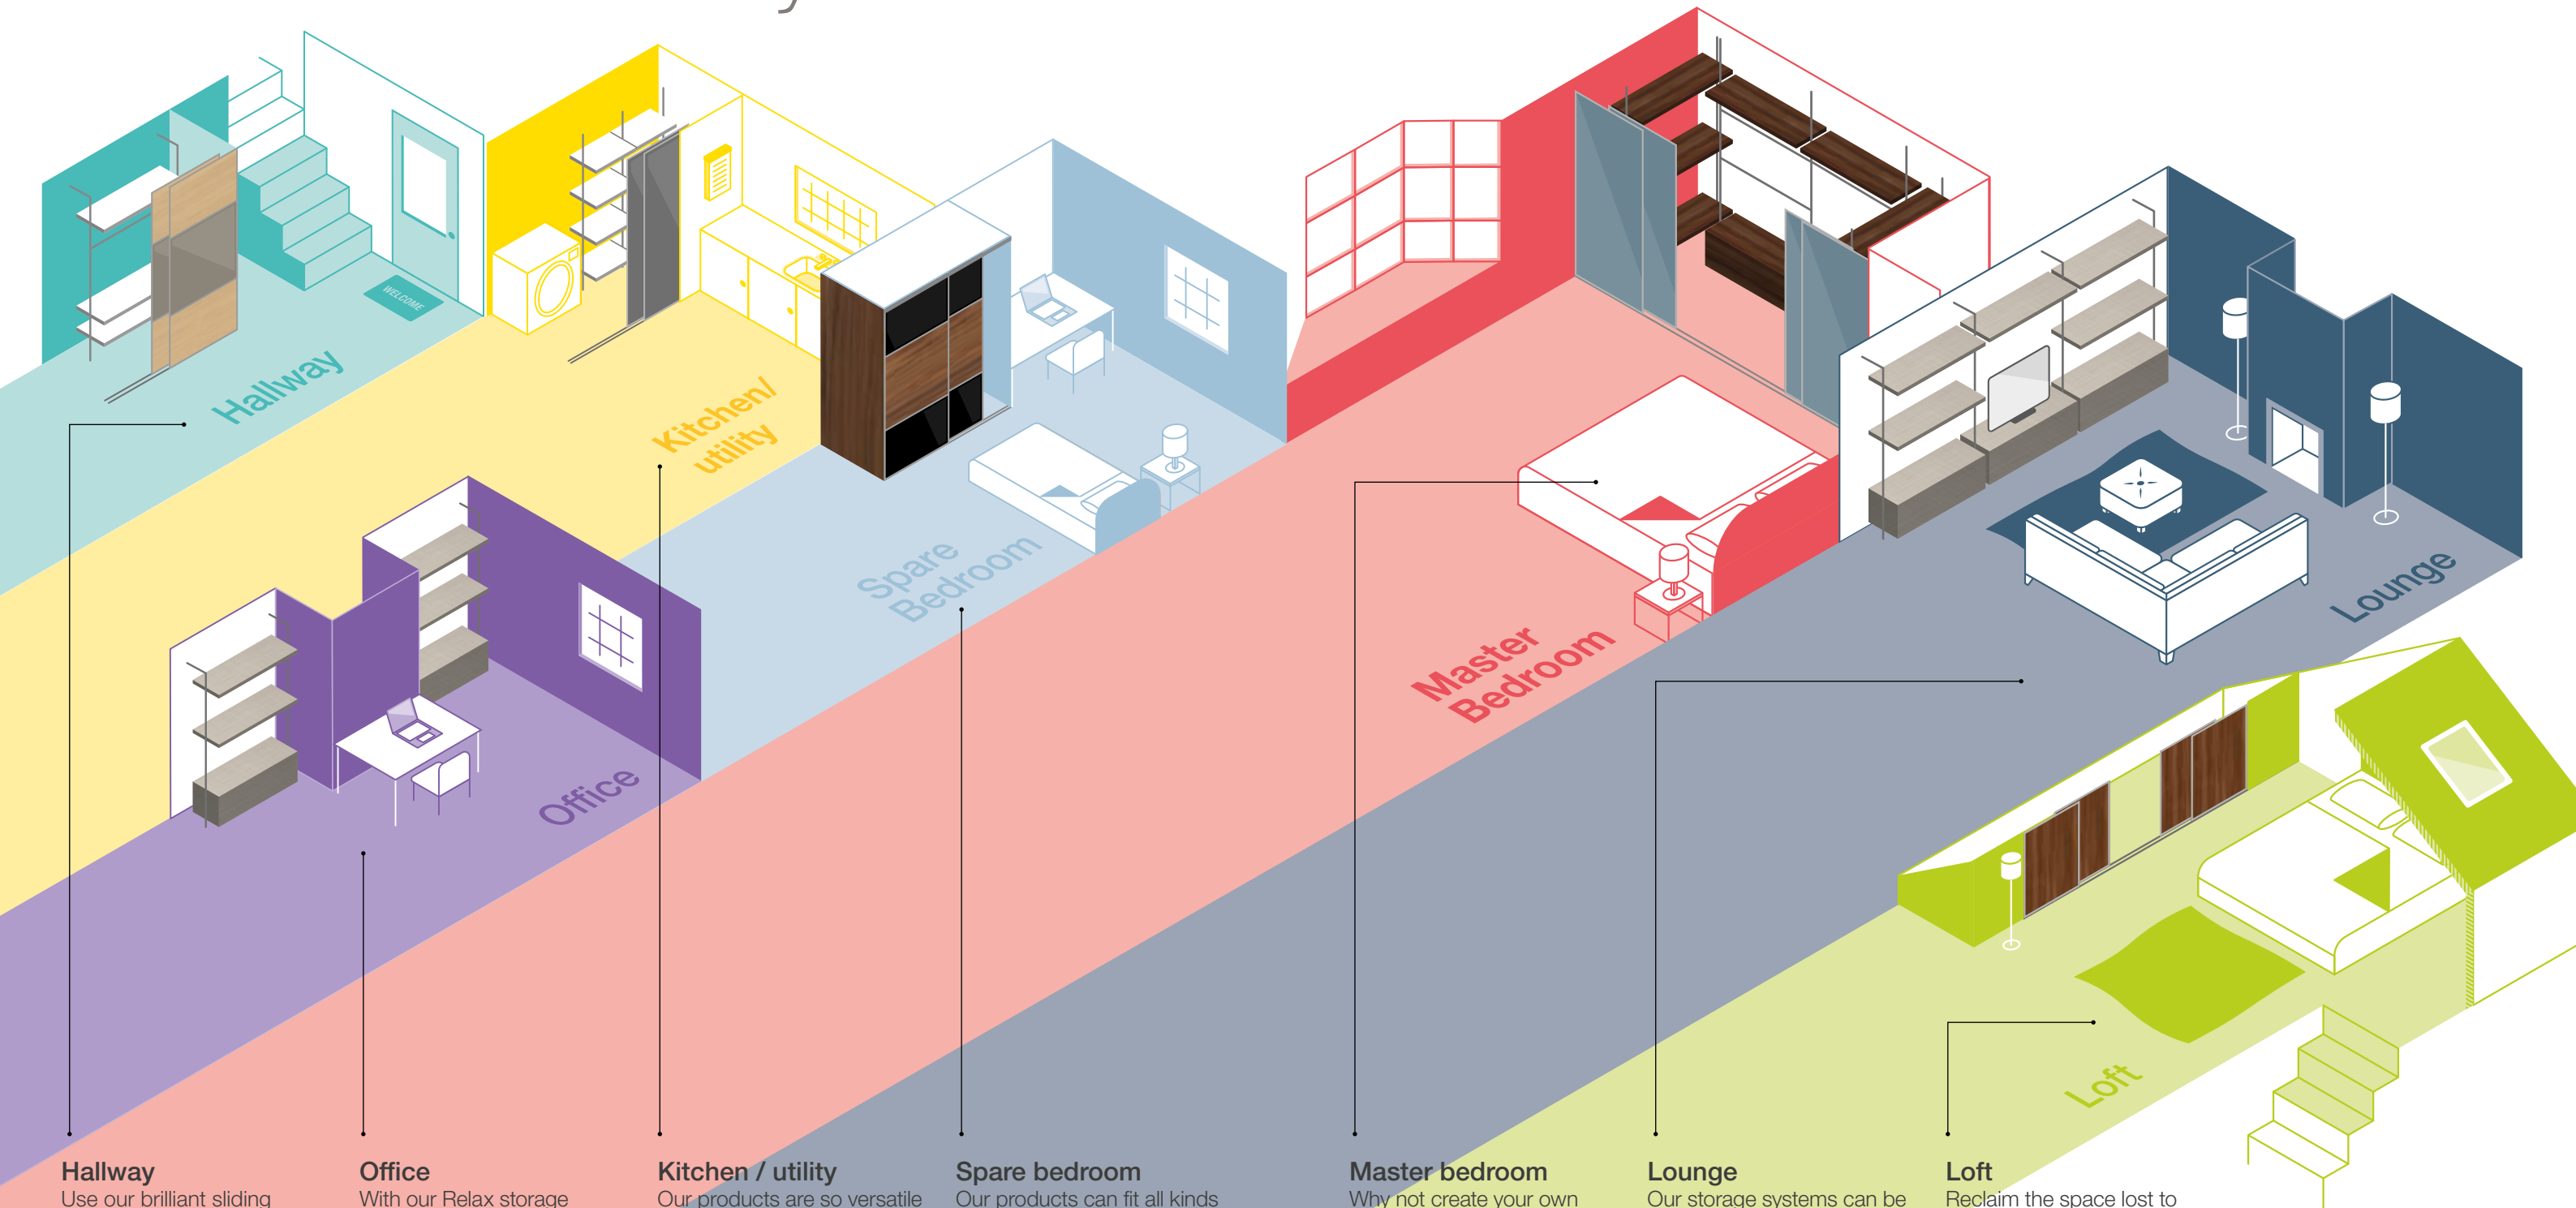 WELCOME
Hallway
Kitchen/
utility
Spare
Bedroom
Office
Master
Bedroom
Lounge
Loft
Hallway
Use our brilliant sliding
Office
With our Relax storage
Kitchen / utility
Our products are so versatile
Spare bedroom
Our products can fit all kinds
Master bedroom
Why not create your own
Lounge
Our storage systems can be
Loft
Reclaim the space lost to